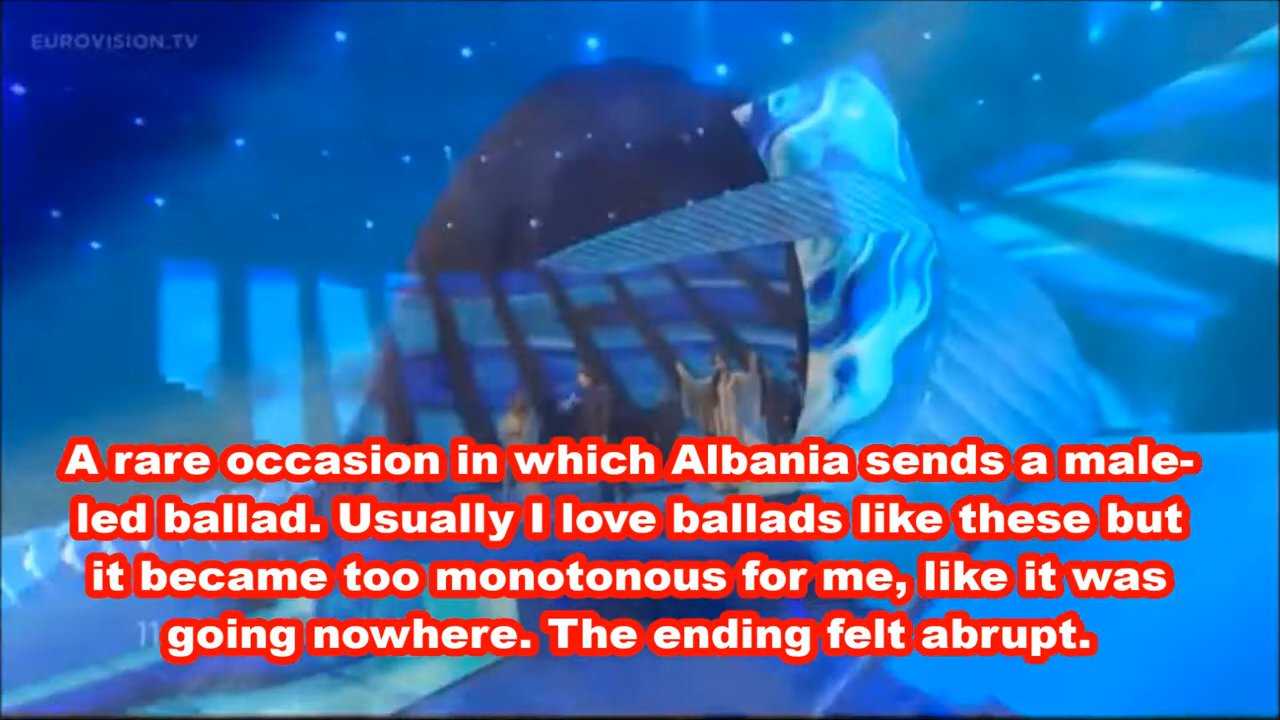 EUROVISION.TV
A rare occasion in which Albania sends a male-
led ballad. Usually I love ballads like these but
it became too monotonous for me, like it was
going nowhere. The ending felt abrupt.